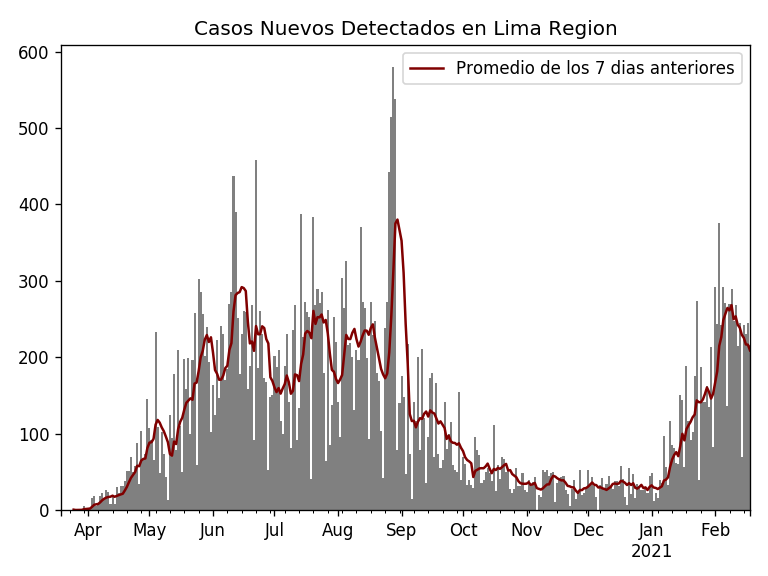 Casos Nuevos Detectados en Lima Region
Promedio de los 7 dias anteriores
600
500
400
300
200
100
0
Apr May Jun Jul Aug Sep Oct Nov Dec Jan Feb
2021